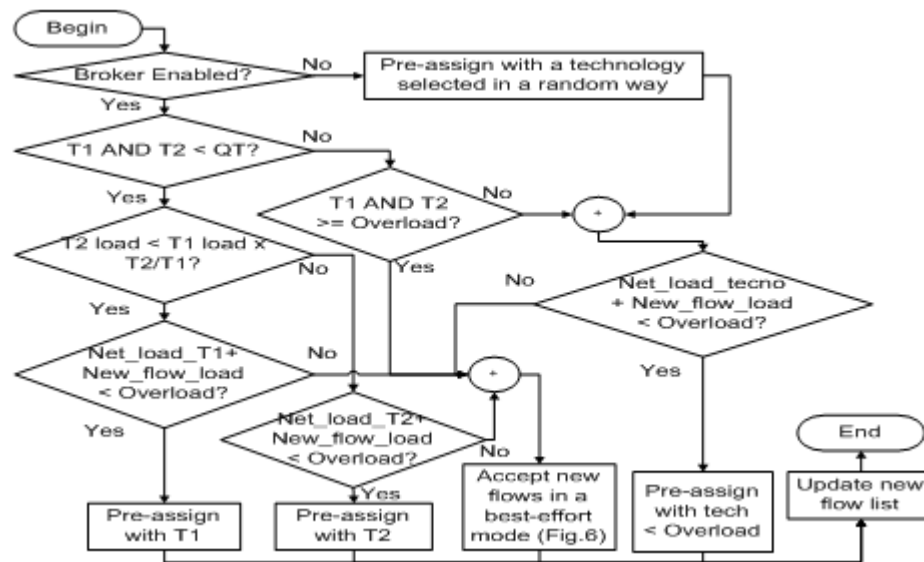 Begin
Broker Enabled?
No
Pre-assign with a technology
selected in a random way
Yes
T1 AND T2 < QT?
No
Yes
T1 AND T2
>= Overload?
No
+
Yes
T2 load < T1 load x
T2/T1?
No
Yes
Net_load_tecno
+ New_flow_load
< Overload?
No
Yes
Net_load_T1+
New_flow_load
< Overload?
No
Yes
+
Net_load_T2+
New_flow_load
< Overload?
No
Yes
End
Pre-assign
with T1
Pre-assign
with T2
Accept new
flows in a
best-effort
mode (Fig.6)
Pre-assign
with tech
< Overload
Update new
flow list